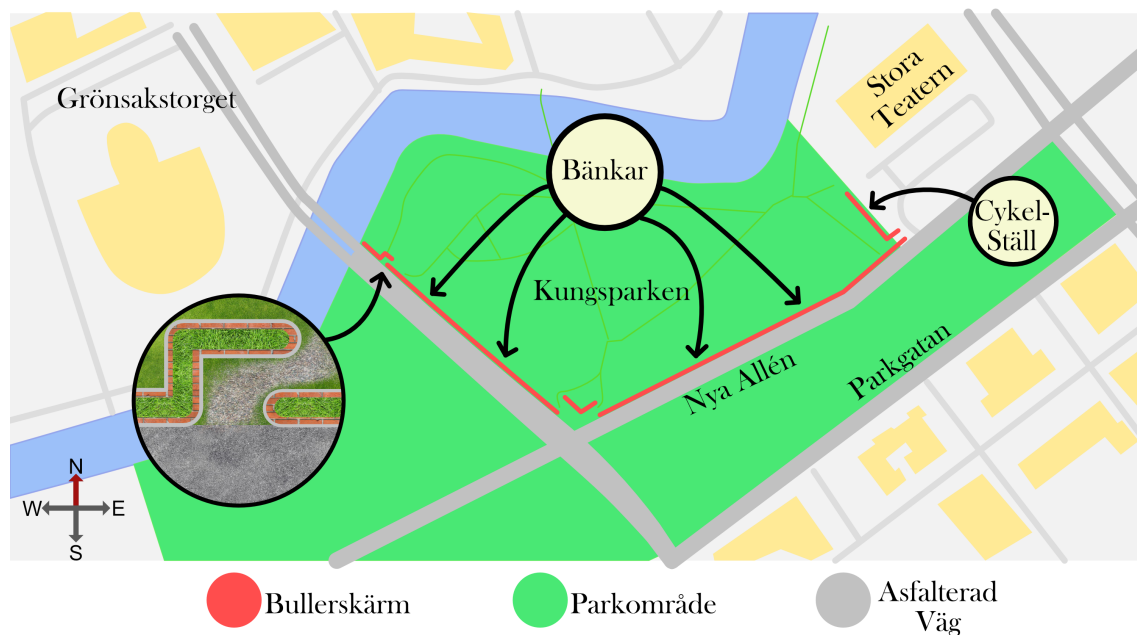 Grönsakstorget
Stora
Teatern
Bänkar
Cykel-
Ställ
Kungsparken
Nya Allén
Parkgatan
N
W
E
S
Bullerskärm
Parkområde
Asfalterad
Väg